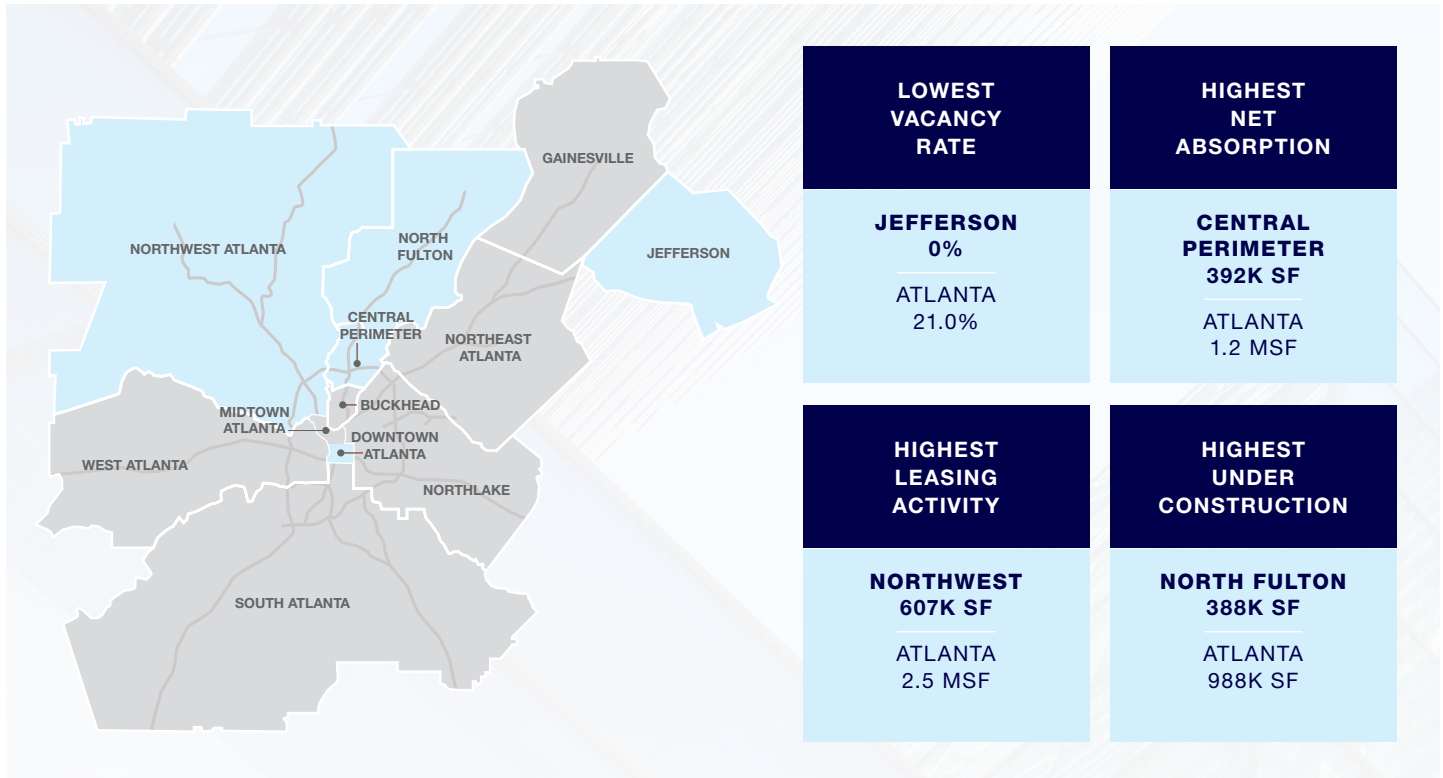 GAINESVILLE
NORTHWEST ATLANTA
NORTH
FULTON
JEFFERSON
CENTRAL
PERIMETER
NORTHEAST
ATLANTA
BUCKHEAD
MIDTOWN
ATLANTA
DOWNTOWN
ATLANTA
WEST ATLANTA
NORTHLAKE
SOUTH ATLANTA
LOWEST
VACANCY
RATE
JEFFERSON
0%
ATLANTA
21.0%
HIGHEST
NET
ABSORPTION
CENTRAL
PERIMETER
392K SF
ATLANTA
1.2 MSF
HIGHEST
LEASING
ACTIVITY
NORTHWEST
607K SF
ATLANTA
2.5 MSF
HIGHEST
UNDER
CONSTRUCTION
NORTH FULTON
388K SF
ATLANTA
988K SF